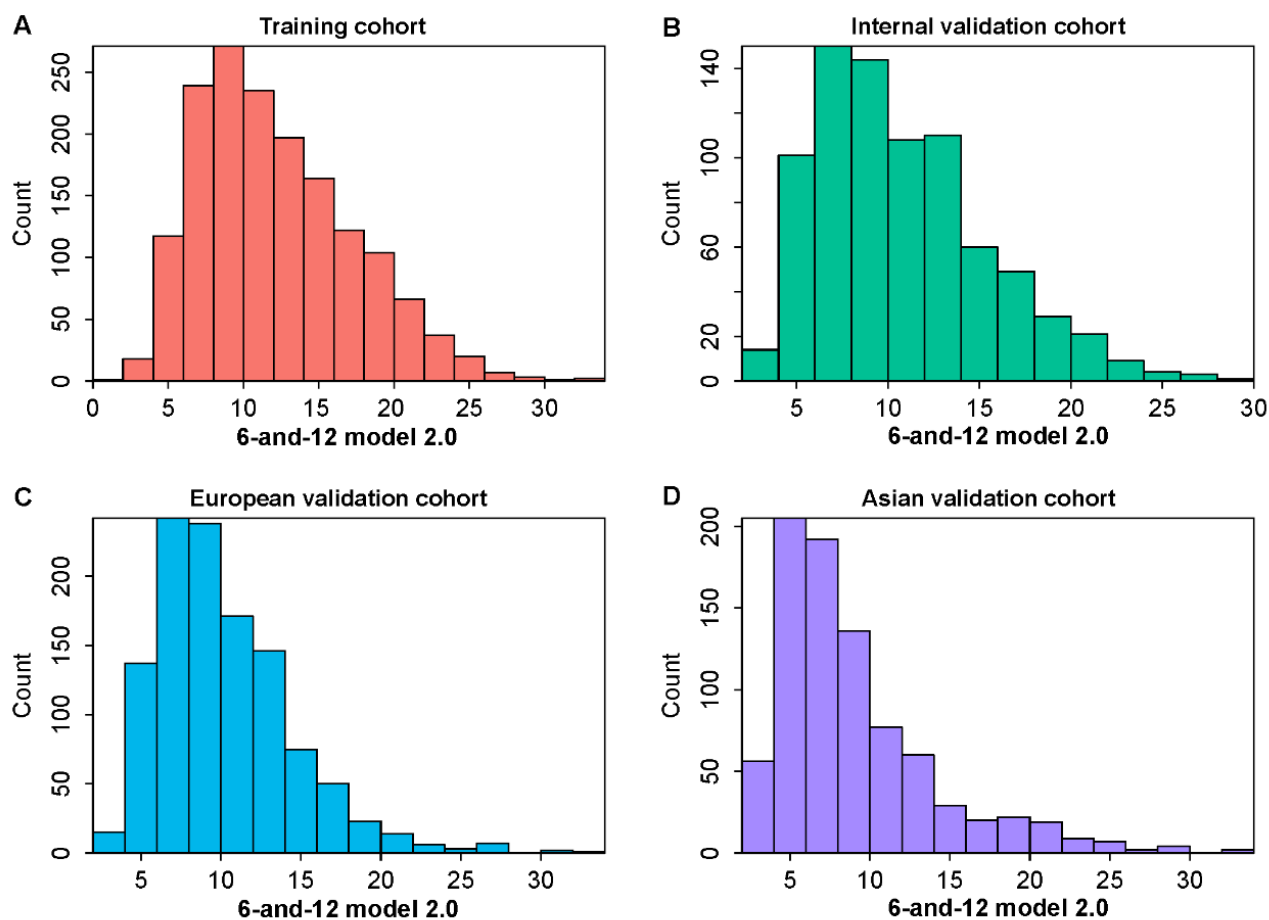 A Training cohort
Count
0 50 100 150 200 250
0 5 10 15 20 25 30
6-and-12 model 2.0
B Internal validation cohort
Count
0 20 60 100 140
5 10 15 20 25 30
6-and-12 model 2.0
C European validation cohort
Count
0 50 100 150 200
5 10 15 20 25 30
6-and-12 model 2.0
D Asian validation cohort
Count
0 50 100 150 200
5 10 15 20 25 30
6-and-12 model 2.0